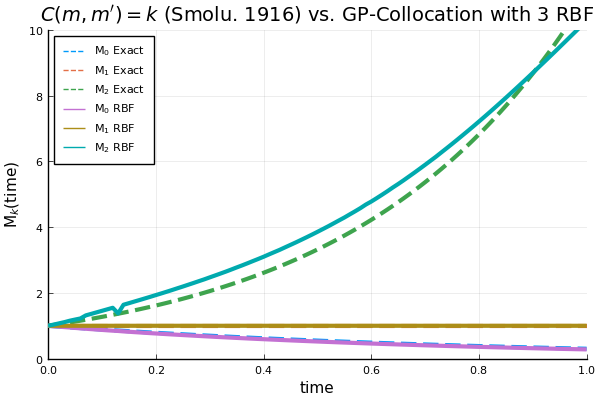 C(m, m′) = k (Smolu. 1916) vs. GP-Collocation with 3 RBF
10
8
6
4
2
0
M₀ Exact
M₁ Exact
M₂ Exact
M₀ RBF
M₁ RBF
M₂ RBF
Mₖ(time)
0.0 0.2 0.4 0.6 0.8 1.0
time